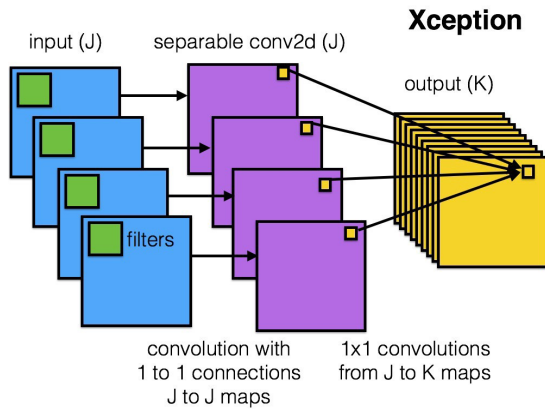 Xception
input (J)
separable conv2d (J)
output (K)
filters
convolution with
1 to 1 connections
J to J maps
1x1 convolutions
from J to K maps